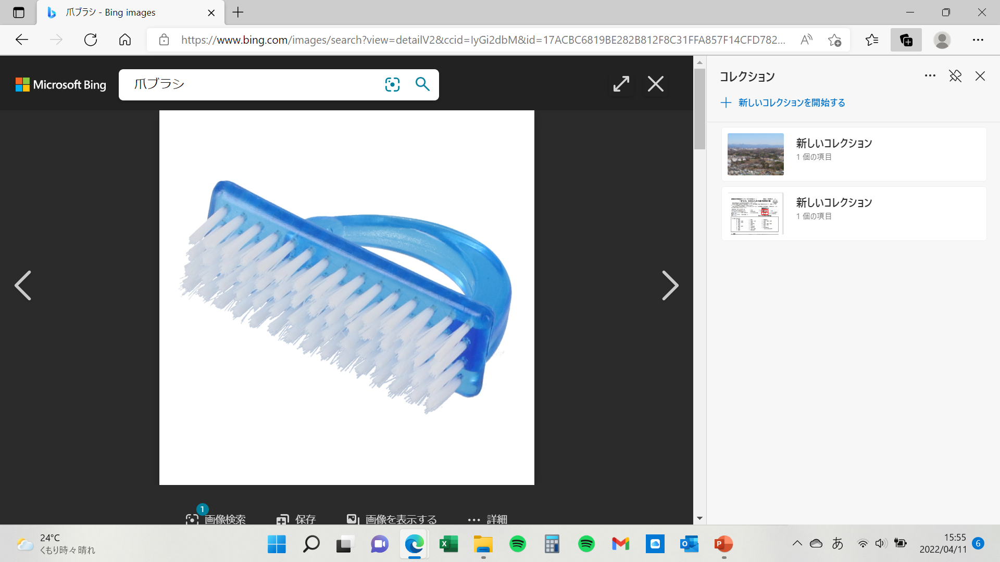 爪ブラシ - Bing images
https://www.bing.com/images/search?view=detailV2&ccid=IyGi2dbM&id=17ACBC6819BE282B812F8C31FFA857F14CFD782...
Microsoft Bing
爪ブラシ
コレクション
新しいコレクションを開始する
新しいコレクション
1 個の項目
新しいコレクション
1 個の項目
1
画像検索
保存
画像を表示する
詳細
24°C
くもり時々晴れ
あ
15:55
2022/04/11
6